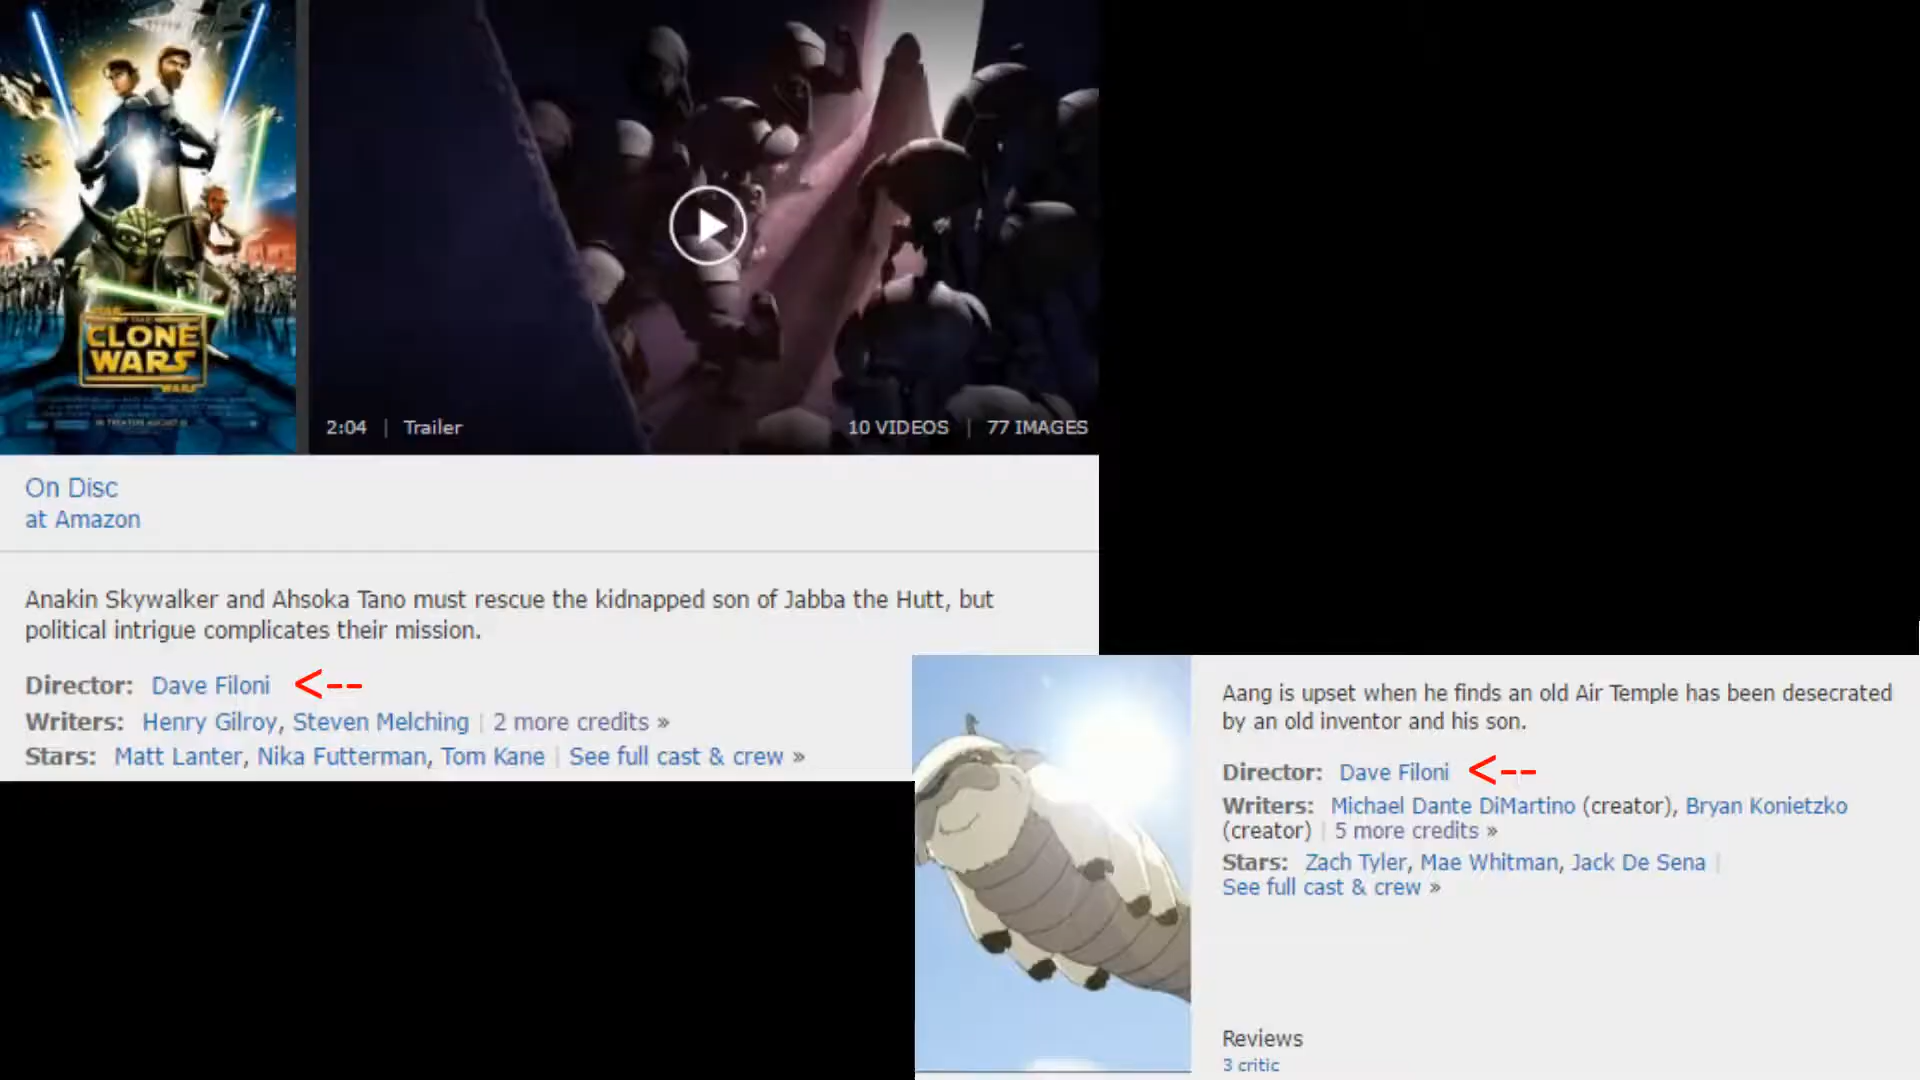 CLONE
WARS
2:04 | Trailer
10 VIDEOS | 77 IMAGES
On Disc
at Amazon
Anakin Skywalker and Ahsoka Tano must rescue the kidnapped son of Jabba the Hutt, but
political intrigue complicates their mission.
Director: Dave Filoni <--
Writers: Henry Gilroy, Steven Melching | 2 more credits »
Stars: Matt Lanter, Nika Futterman, Tom Kane | See full cast & crew »
Aang is upset when he finds an old Air Temple has been desecrated
by an old inventor and his son.
Director: Dave Filoni <--
Writers: Michael Dante DiMartino (creator), Bryan Konietzko
(creator) | 5 more credits »
Stars: Zach Tyler, Mae Whitman, Jack De Sena |
See full cast & crew »
Reviews
3 critic